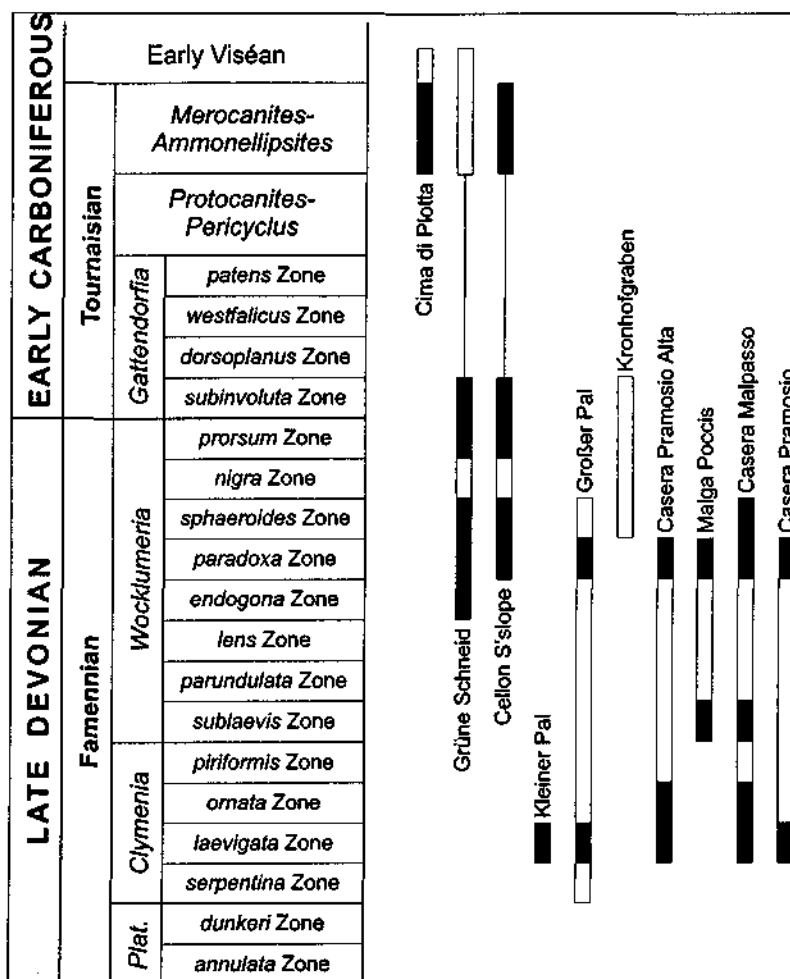 EARLY CARBONIFEROUS
LATE DEVONIAN
Tournaisian
Famennian
Early Viséan
Merocanites-
Ammonellipsites
Protocanites-
Pericyclus
Gattendorfia
patens Zone
westfalicus Zone
dorsoplanus Zone
subinvoluta Zone
Wocklumeria
prorsum Zone
nigra Zone
sphaeroides Zone
paradoxa Zone
endogona Zone
lens Zone
parundulata Zone
sublaevis Zone
Clymenia
piriformis Zone
ornata Zone
laevigata Zone
serpentina Zone
Plat.
dunkeri Zone
annulata Zone
Cima di Plotta
Grüne Schneid
Cellon S'slope
Kleiner Pal
Großer Pal
Kronhofgraben
Casera Pramosio Alta
Malga Poccis
Casera Malpasso
Casera Pramosio